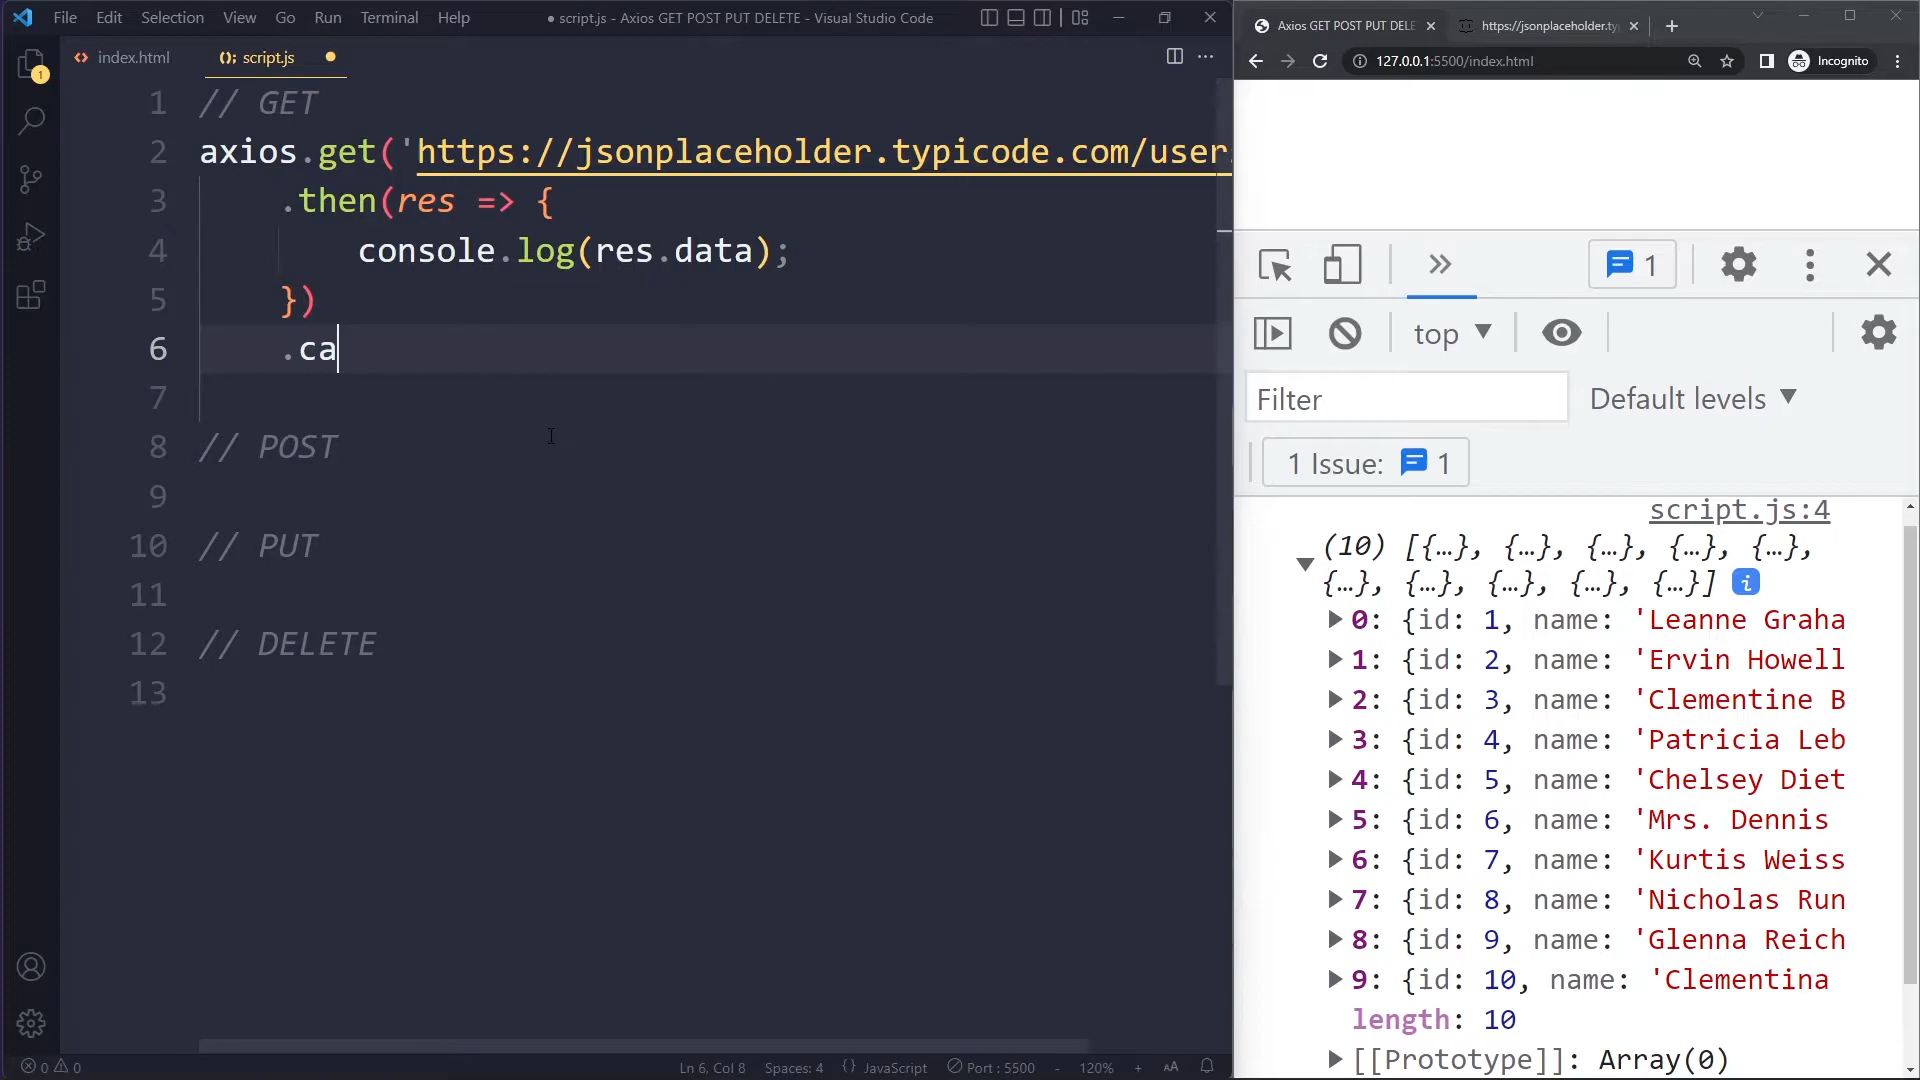 File Edit Selection View Go Run Terminal Help
● script.js - Axios GET POST PUT DELETE - Visual Studio Code
index.html
script.js
1 // GET
2 axios.get('https://jsonplaceholder.typicode.com/user
3 .then(res => {
4 console.log(res.data);
5 })
6 .ca
7
8 // POST
9
10 // PUT
11
12 // DELETE
13
1
0 0
Ln 6, Col 8 Spaces: 4 {} JavaScript Port : 5500 - 120% + AA
Axios GET POST PUT DELE
https://jsonplaceholder.ty
127.0.0.1:5500/index.html
Incognito
1
top
Filter
Default levels
1 Issue: 1
script.js:4
(10) [{…}, {…}, {…}, {…}, {…},
{…}, {…}, {…}, {…}, {…}] i
0: {id: 1, name: 'Leanne Graha
1: {id: 2, name: 'Ervin Howell
2: {id: 3, name: 'Clementine B
3: {id: 4, name: 'Patricia Leb
4: {id: 5, name: 'Chelsey Diet
5: {id: 6, name: 'Mrs. Dennis
6: {id: 7, name: 'Kurtis Weiss
7: {id: 8, name: 'Nicholas Run
8: {id: 9, name: 'Glenna Reich
9: {id: 10, name: 'Clementina
length: 10
[[Prototype]]: Array(0)